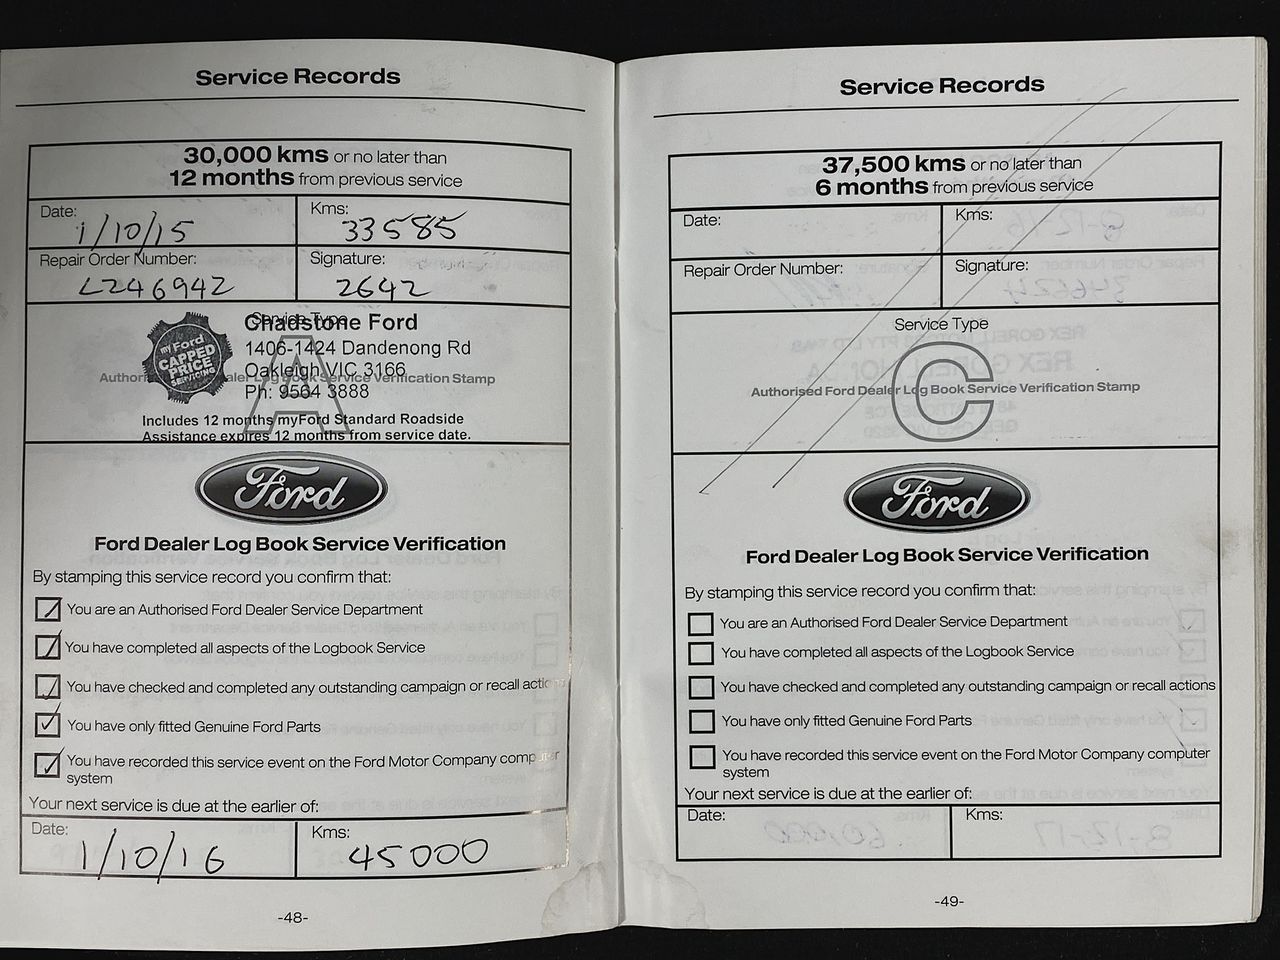 Service Records
30,000 kms or no later than
12 months from previous service
Date:
1/10/15
Kms:
33585
Repair Order Number:
L246942
Signature:
2642
Service Type
Chadstone Ford
1406-1424 Dandenong Rd
Oakleigh VIC 3166
Ph: 9564 3888
my Ford
CAPPED
PRICE
SERVICING
A
Authorised Ford Dealer Log Book Service Verification Stamp
Includes 12 months myFord Standard Roadside
Assistance expires 12 months from service date.
Ford
Ford Dealer Log Book Service Verification
By stamping this service record you confirm that:
You are an Authorised Ford Dealer Service Department
You have completed all aspects of the Logbook Service
You have checked and completed any outstanding campaign or recall actions
You have only fitted Genuine Ford Parts
You have recorded this service event on the Ford Motor Company computer
system
Your next service is due at the earlier of:
Date:
1/10/16
Kms:
45000
-48-
Service Records
37,500 kms or no later than
6 months from previous service
Date:
Kms:
Repair Order Number:
Signature:
Service Type
C
Authorised Ford Dealer Log Book Service Verification Stamp
Ford
Ford Dealer Log Book Service Verification
By stamping this service record you confirm that:
You are an Authorised Ford Dealer Service Department
You have completed all aspects of the Logbook Service
You have checked and completed any outstanding campaign or recall actions
You have only fitted Genuine Ford Parts
You have recorded this service event on the Ford Motor Company computer
system
Your next service is due at the earlier of:
Date:
Kms:
-49-